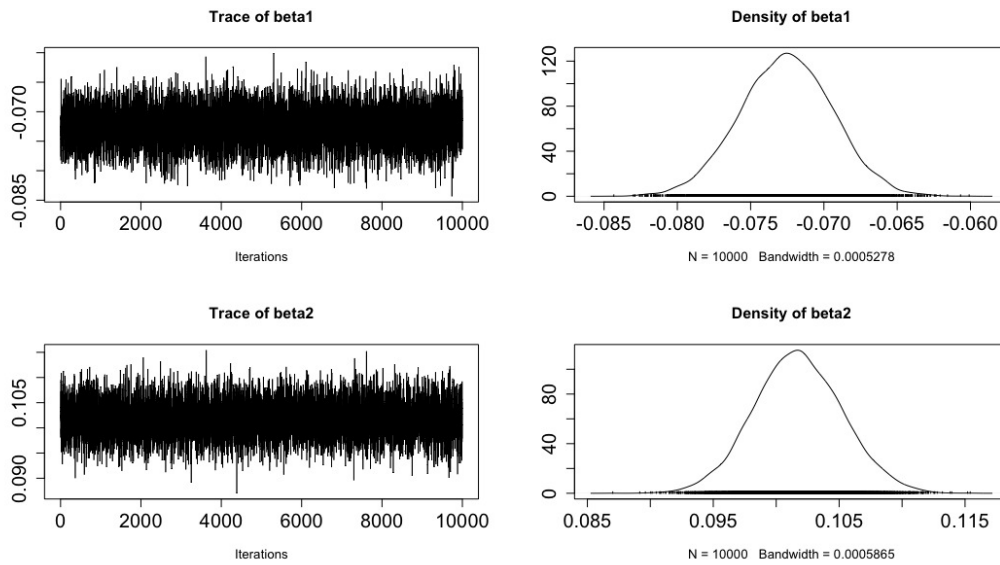 Trace of beta1
-0.070
-0.085
0 2000 4000 6000 8000 10000
Iterations
Density of beta1
120
80
40
0
-0.085 -0.080 -0.075 -0.070 -0.065 -0.060
N = 10000 Bandwidth = 0.0005278
Trace of beta2
0.105
0.090
0 2000 4000 6000 8000 10000
Iterations
Density of beta2
80
40
0
0.085 0.095 0.105 0.115
N = 10000 Bandwidth = 0.0005865